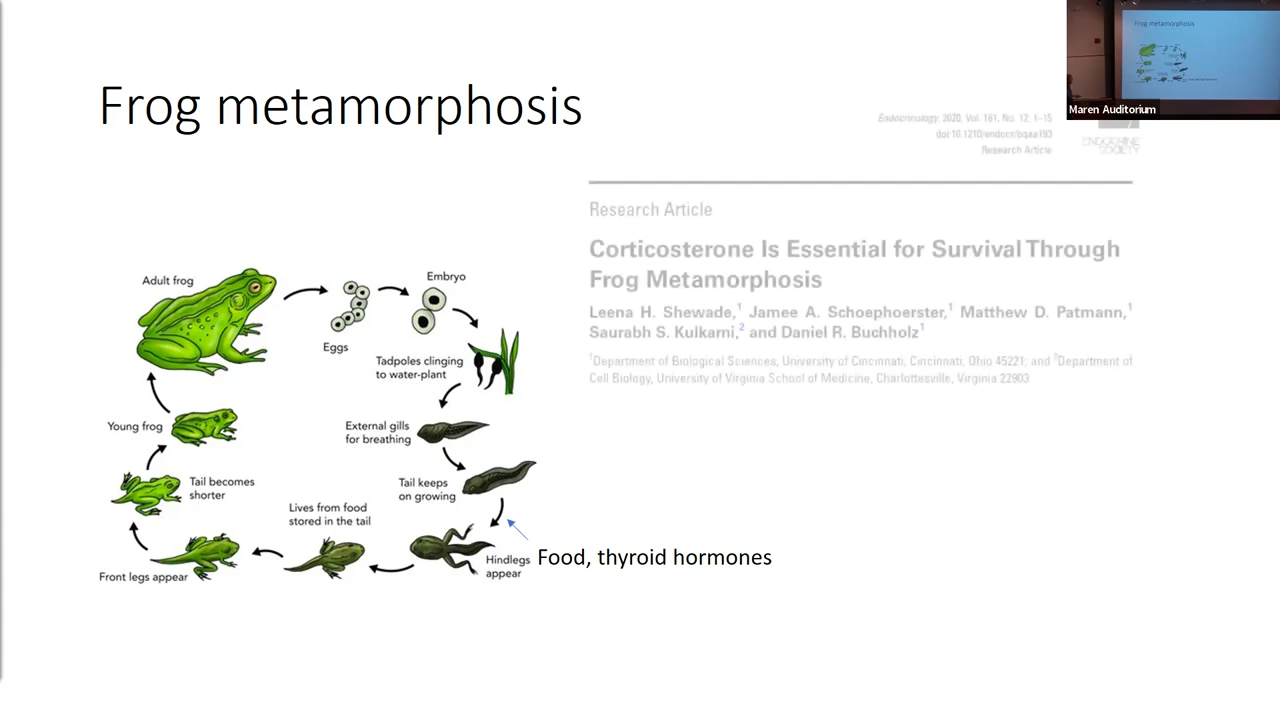 Frog metamorphosis
Frog metamorphosis
Maren Auditorium
Endocrinology, 2020, Vol. 161, No. 12, 1–15
doi:10.1210/endocr/bqaa193
Research Article
ENDOCRINE
SOCIETY
Research Article
Corticosterone Is Essential for Survival Through
Frog Metamorphosis
Leena H. Shewade,1 Jamee A. Schoephoerster,1 Matthew D. Patmann,1
Saurabh S. Kulkarni,2 and Daniel R. Buchholz1
1Department of Biological Sciences, University of Cincinnati, Cincinnati, Ohio 45221; and 2Department of
Cell Biology, University of Virginia School of Medicine, Charlottesville, Virginia 22903
Adult frog
Eggs
Embryo
Tadpoles clinging
to water-plant
External gills
for breathing
Tail keeps
on growing
Food, thyroid hormones
Hindlegs
appear
Lives from food
stored in the tail
Front legs appear
Tail becomes
shorter
Young frog